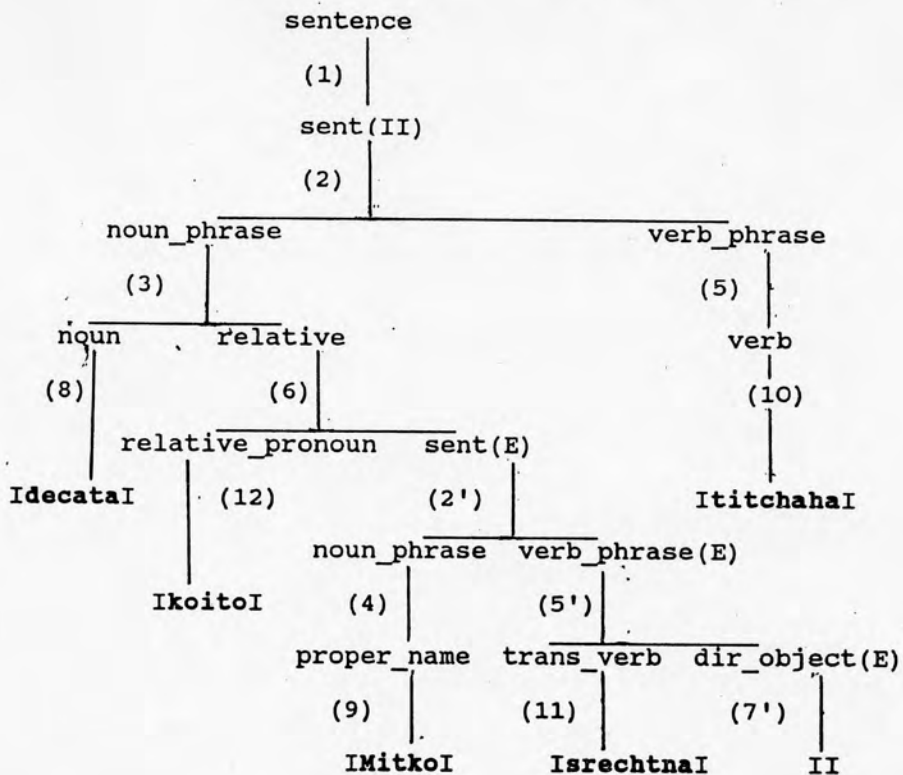 sentence
(1)
sent(II)
(2)
noun_phrase verb_phrase
(3) (5)
noun relative verb
(8) (6) (10)
relative_pronoun sent(E)
IdecataI (12) (2') ItitchahaI
noun_phrase verb_phrase(E)
IkoitoI (4) (5')
proper_name trans_verb dir_object(E)
(9) (11) (7')
IMitkoI IsrechtnaI II